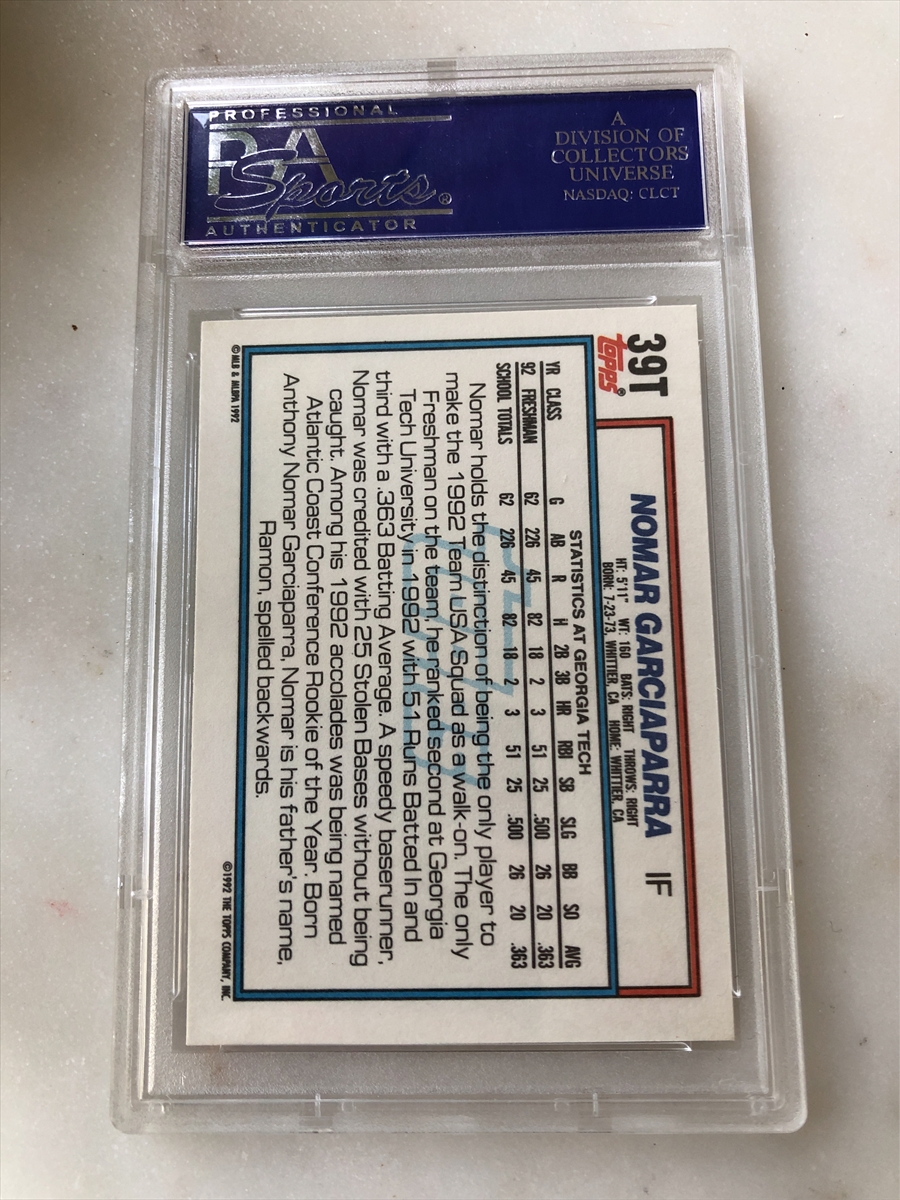 PROFESSIONAL
PSA
Sports®
AUTHENTICATOR
A
DIVISION OF
COLLECTORS
UNIVERSE
NASDAQ: CLCT
39T
TOPPS®
NOMAR GARCIAPARRA IF
HT: 5'11" WT: 160 BATS: RIGHT THROWS: RIGHT
BORN: 7-23-73, WHITTIER, CA HOME: WHITTIER, CA
STATISTICS AT GEORGIA TECH
YR CLASS G AB R H 2B 3B HR RBI SB SLG BB SO AVG
92 FRESHMAN 62 226 45 82 18 2 3 51 25 .500 26 20 .363
SCHOOL TOTALS 62 226 45 82 18 2 3 51 25 .500 26 20 .363
Nomar holds the distinction of being the only player to
make the 1992 Team USA Squad as a walk-on. The only
Freshman on the team, he ranked second at Georgia
Tech University in 1992 with 51 Runs Batted In and
third with a .363 Batting Average. A speedy baserunner,
Nomar was credited with 25 Stolen Bases without being
caught. Among his 1992 accolades was being named
Atlantic Coast Conference Rookie of the Year. Born
Anthony Nomar Garciaparra, Nomar is his father's name,
Ramon, spelled backwards.
©MLB & MLBPA 1992
©1992 THE TOPPS COMPANY, INC.